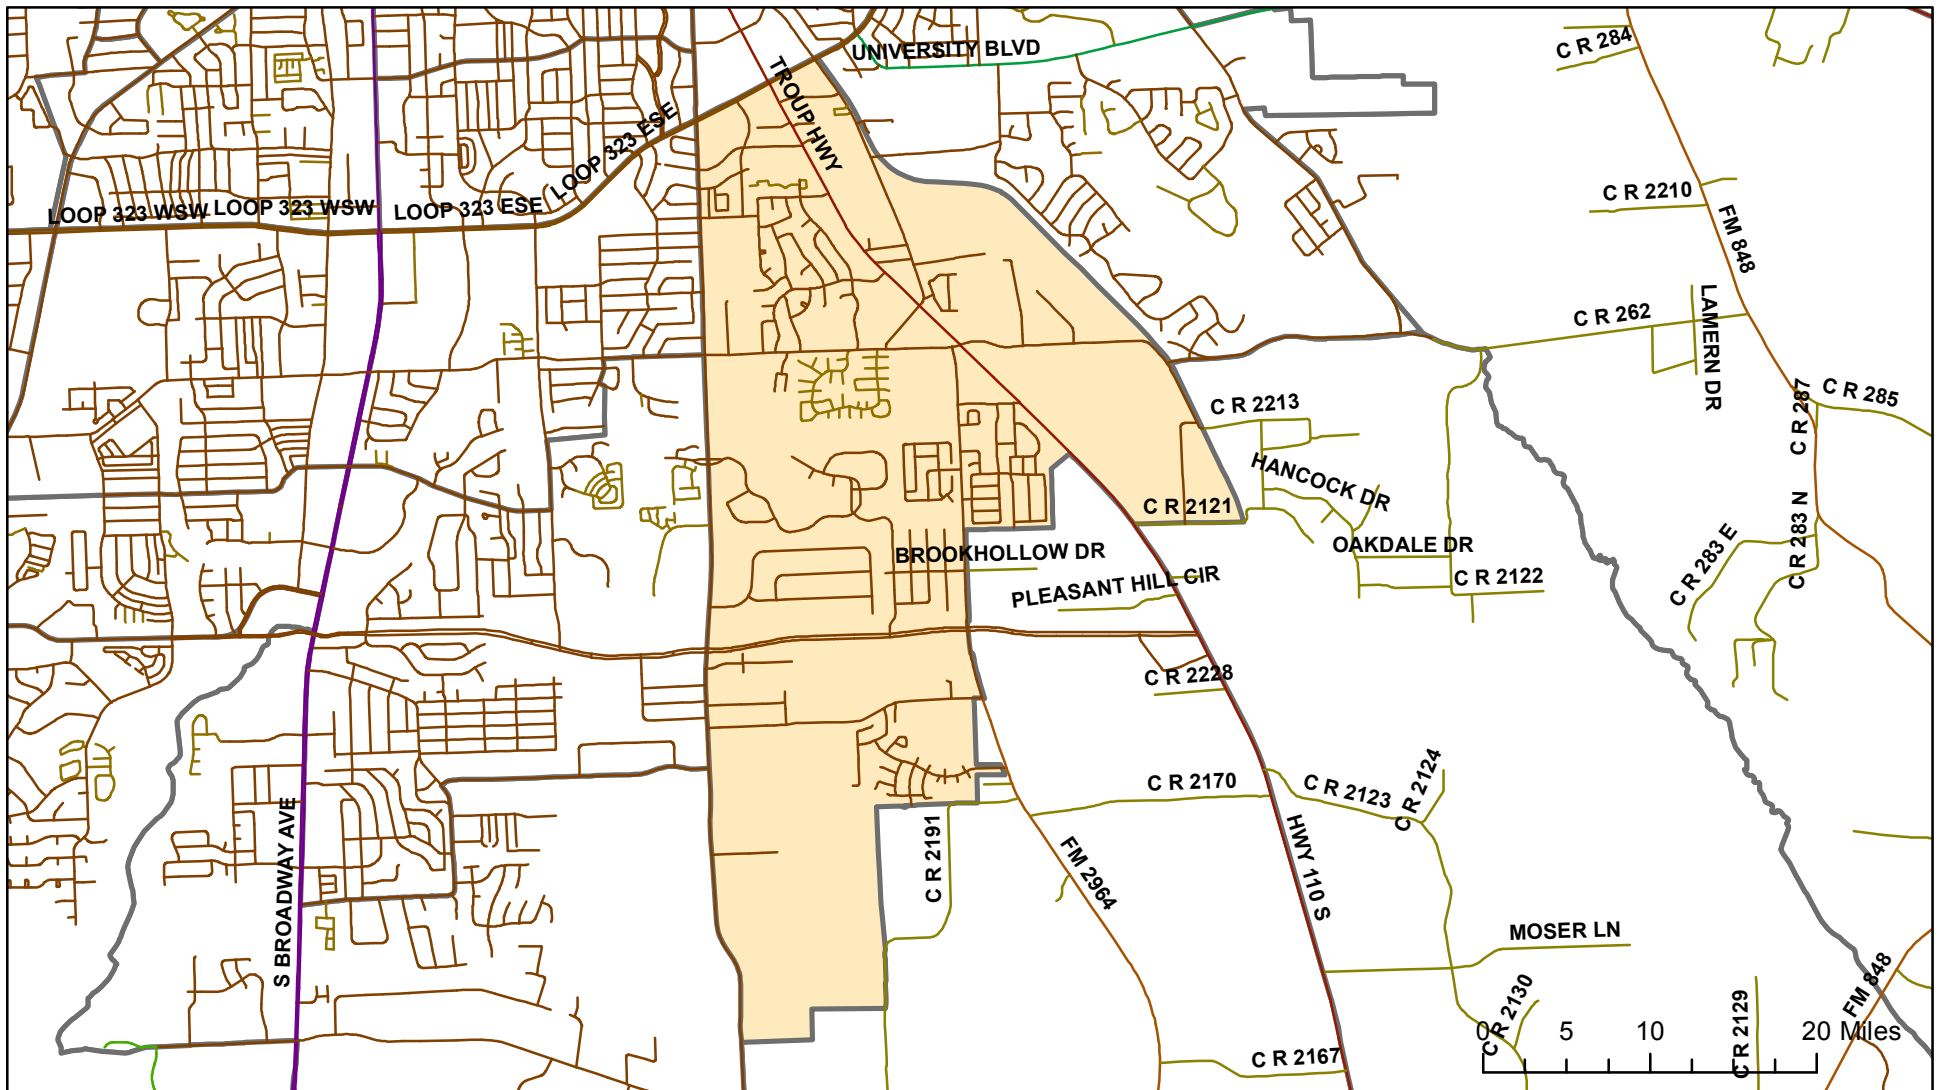 UNIVERSITY BLVD
C R 284
TROUP HWY
LOOP 323 ESE
C R 2210
LOOP 323 WSW
LOOP 323 WSW
LOOP 323 ESE
FM 848
C R 262
LAMERN DR
C R 287
C R 285
C R 2213
HANCOCK DR
C R 2121
C R 283 N
C R 283 E
OAKDALE DR
BROOKHOLLOW DR
PLEASANT HILL CIR
C R 2122
C R 2228
C R 2170
C R 2123
C R 2124
S BROADWAY AVE
C R 2191
FM 2964
HWY 110 S
MOSER LN
FM 848
C R 2130
C R 2129
0 5 10 20 Miles
C R 2167